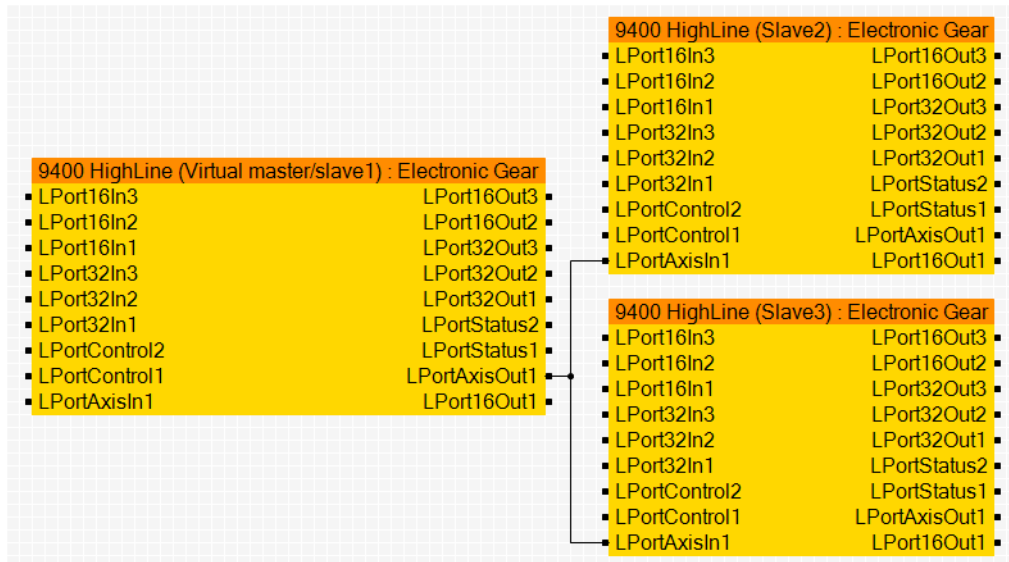 9400 HighLine (Virtual master/slave1) : Electronic Gear
LPort16In3 LPort16Out3
LPort16In2 LPort16Out2
LPort16In1 LPort32Out3
LPort32In3 LPort32Out2
LPort32In2 LPort32Out1
LPort32In1 LPortStatus2
LPortControl2 LPortStatus1
LPortControl1 LPortAxisOut1
LPortAxisIn1 LPort16Out1
9400 HighLine (Slave2) : Electronic Gear
LPort16In3 LPort16Out3
LPort16In2 LPort16Out2
LPort16In1 LPort32Out3
LPort32In3 LPort32Out2
LPort32In2 LPort32Out1
LPort32In1 LPortStatus2
LPortControl2 LPortStatus1
LPortControl1 LPortAxisOut1
LPortAxisIn1 LPort16Out1
9400 HighLine (Slave3) : Electronic Gear
LPort16In3 LPort16Out3
LPort16In2 LPort16Out2
LPort16In1 LPort32Out3
LPort32In3 LPort32Out2
LPort32In2 LPort32Out1
LPort32In1 LPortStatus2
LPortControl2 LPortStatus1
LPortControl1 LPortAxisOut1
LPortAxisIn1 LPort16Out1